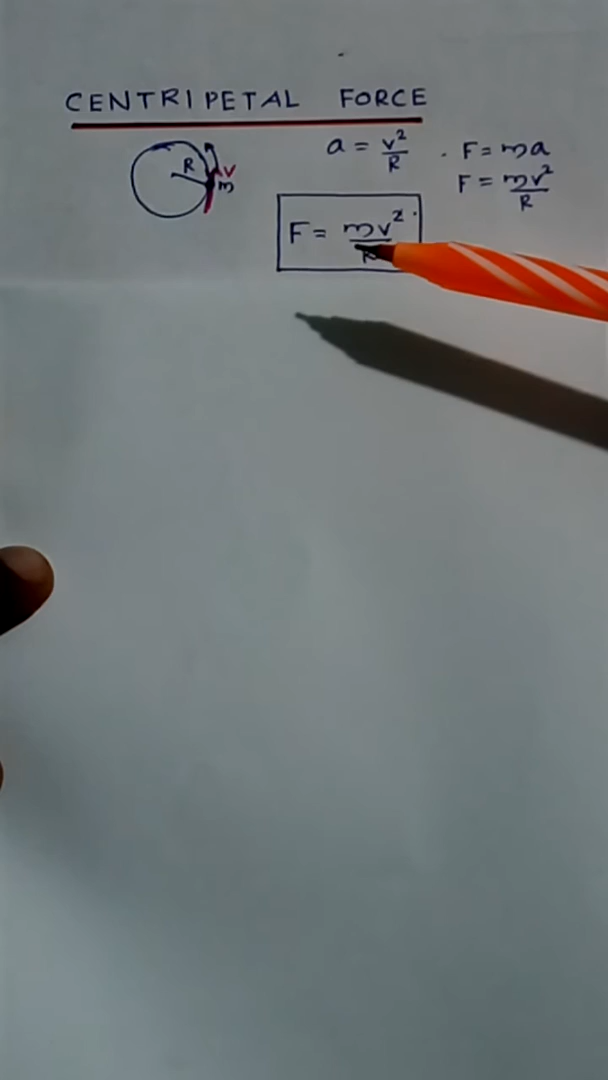 CENTRIPETAL FORCE
R
v
m
a = v²/R
F = ma
F = mv²/R
F = mv²/R